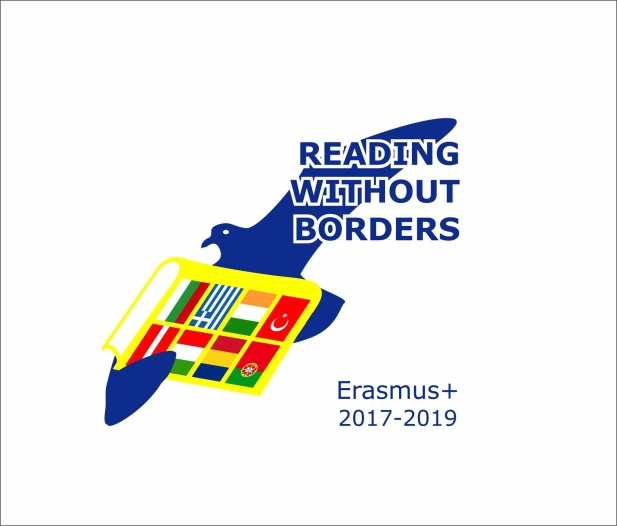 READING
WITHOUT
BORDERS
Erasmus+
2017-2019